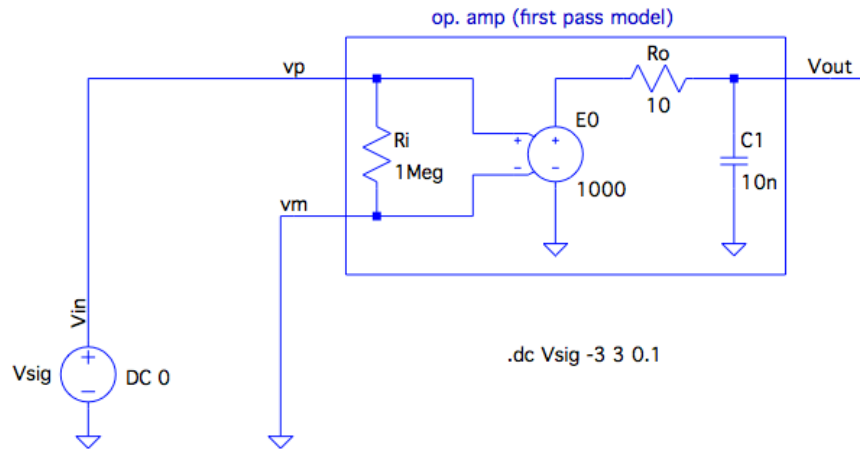 op. amp (first pass model)
vp
Ro
Vout
10
E0
C1
+
+
Ri
-
-
1Meg
10n
1000
vm
Vin
+
.dc Vsig -3 3 0.1
Vsig
DC 0
-